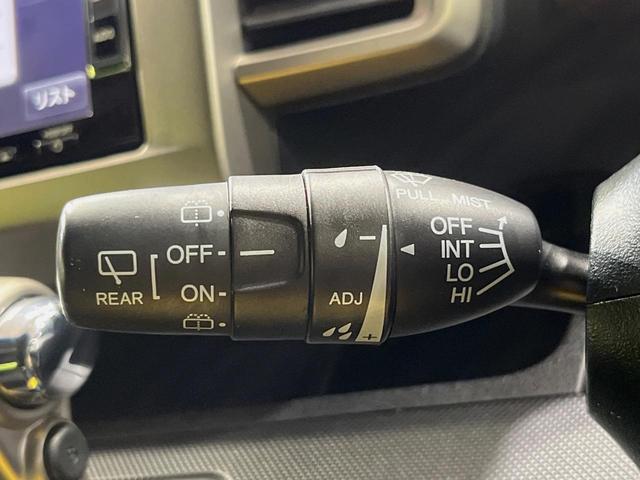 リスト
PULL MIST
OFF
INT
LO
HI
OFF
ON
REAR
ADJ